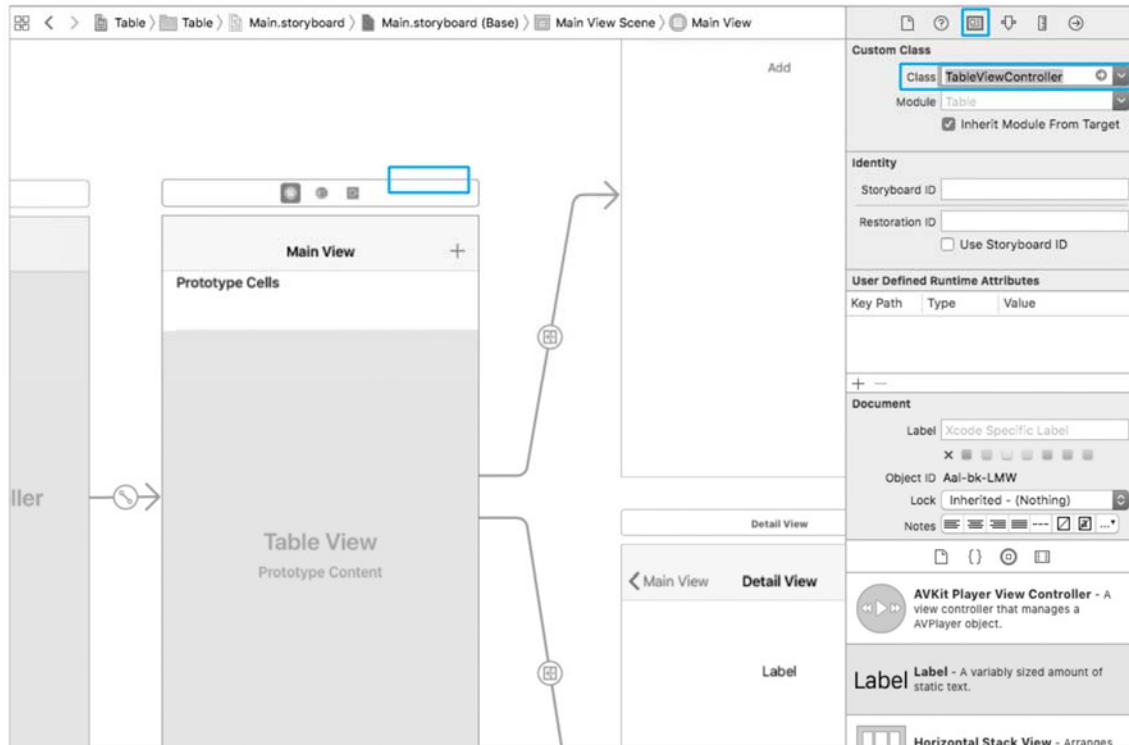 Table Table Main.storyboard Main.storyboard (Base) Main View Scene Main View
Add
Main View
Prototype Cells
ller
Table View
Prototype Content
Detail View
Main View Detail View
Label
Custom Class
Class TableViewController
Module Table
Inherit Module From Target
Identity
Storyboard ID
Restoration ID
Use Storyboard ID
User Defined Runtime Attributes
Key Path Type Value
Document
Label Xcode Specific Label
Object ID Aal-bk-LMW
Lock Inherited - (Nothing)
Notes
AVKit Player View Controller - A
view controller that manages a
AVPlayer object.
Label Label - A variably sized amount of
static text.
Horizontal Stack View - Arranges